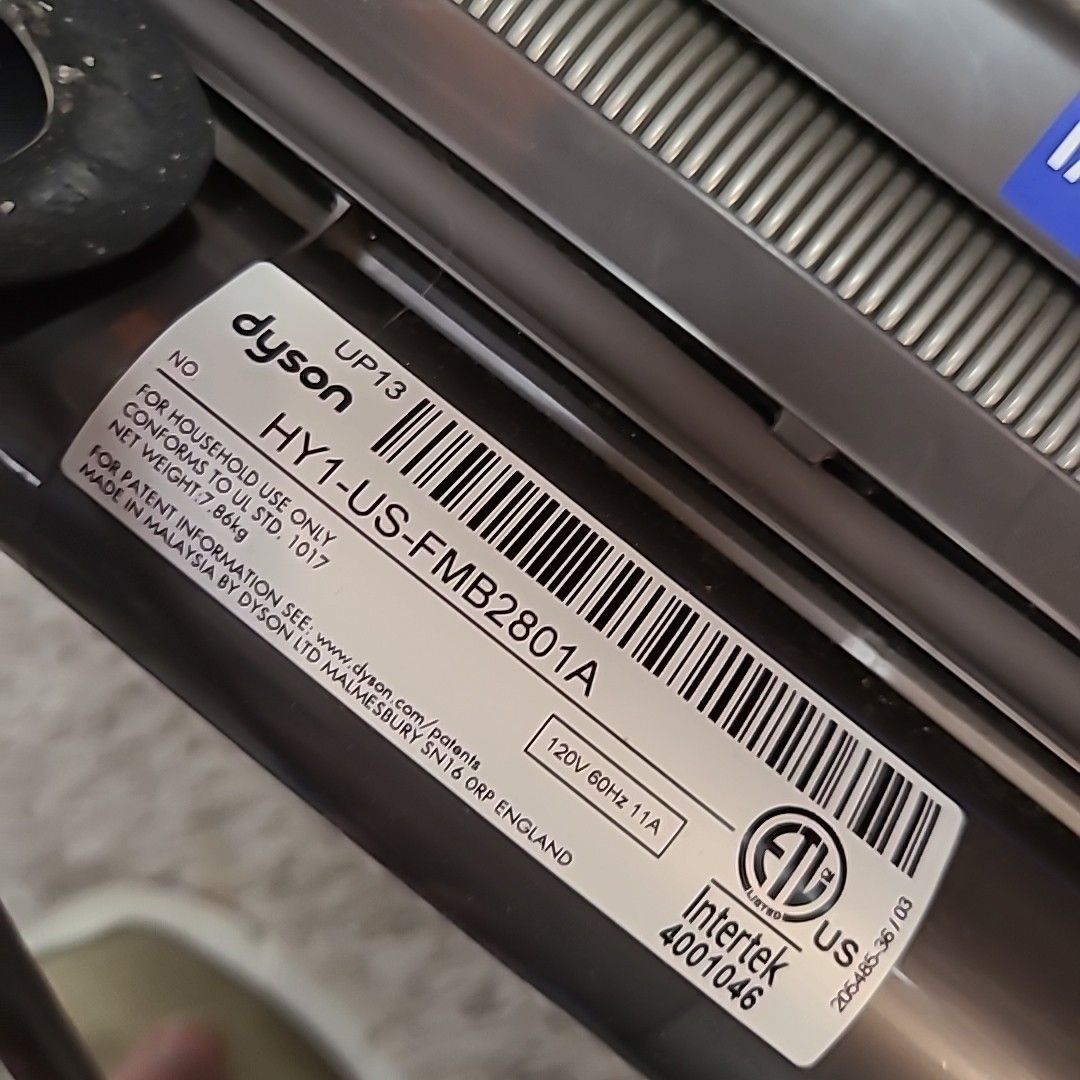 dyson
UP13
NO
HY1-US-FMB2801A
FOR HOUSEHOLD USE ONLY
CONFORMS TO UL STD. 1017
NET WEIGHT:7.86kg
FOR PATENT INFORMATION SEE: www.dyson.com/patents
MADE IN MALAYSIA BY DYSON LTD MALMESBURY SN16 0RP ENGLAND
120V 60Hz 11A
ETL
LISTED
US
Intertek
4001046
205485-36/03